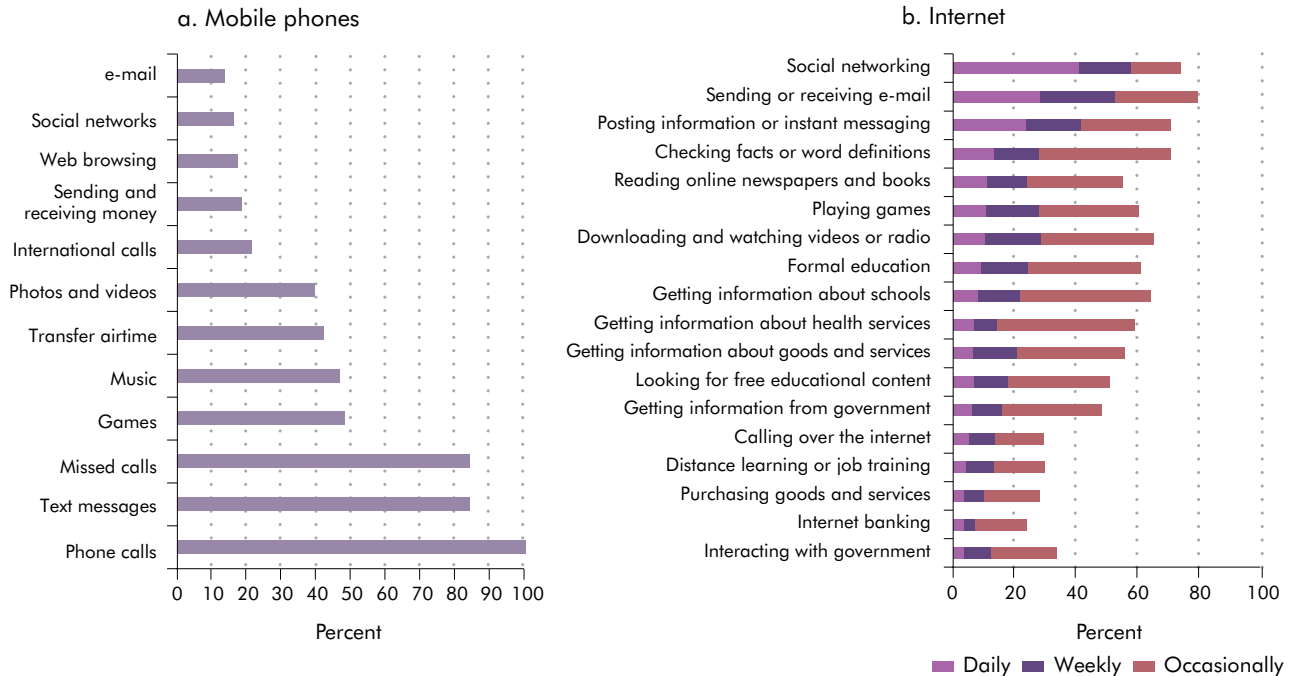 a. Mobile phones
e-mail
Social networks
Web browsing
Sending and
receiving money
International calls
Photos and videos
Transfer airtime
Music
Games
Missed calls
Text messages
Phone calls
0 10 20 30 40 50 60 70 80 90 100
Percent
b. Internet
Social networking
Sending or receiving e-mail
Posting information or instant messaging
Checking facts or word definitions
Reading online newspapers and books
Playing games
Downloading and watching videos or radio
Formal education
Getting information about schools
Getting information about health services
Getting information about goods and services
Looking for free educational content
Getting information from government
Calling over the internet
Distance learning or job training
Purchasing goods and services
Internet banking
Interacting with government
0 20 40 60 80 100
Percent
Daily Weekly Occasionally